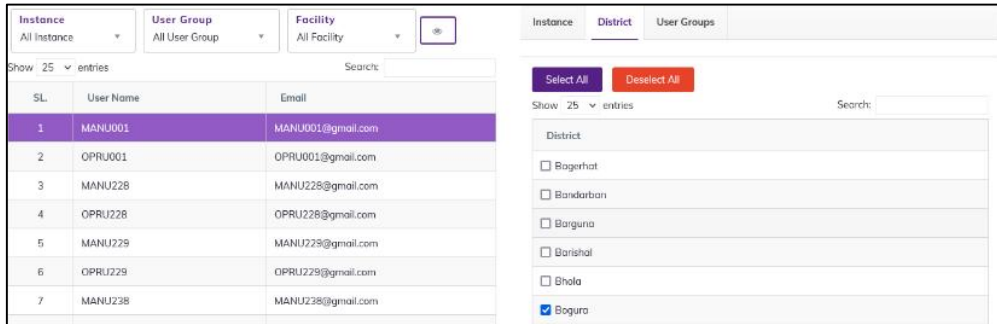 Instance User Group Facility
All Instance All User Group All Facility
Show 25 entries Search:
SL. User Name Email
1 MANU001 MANU001@gmail.com
2 OPRU001 OPRU001@gmail.com
3 MANU228 MANU228@gmail.com
4 OPRU228 OPRU228@gmail.com
5 MANU229 MANU229@gmail.com
6 OPRU229 OPRU229@gmail.com
7 MANU238 MANU238@gmail.com
Instance District User Groups
Select All Deselect All
Show 25 entries Search:
District
Bagerhat
Bandarban
Barguna
Barishal
Bhola
Bogura